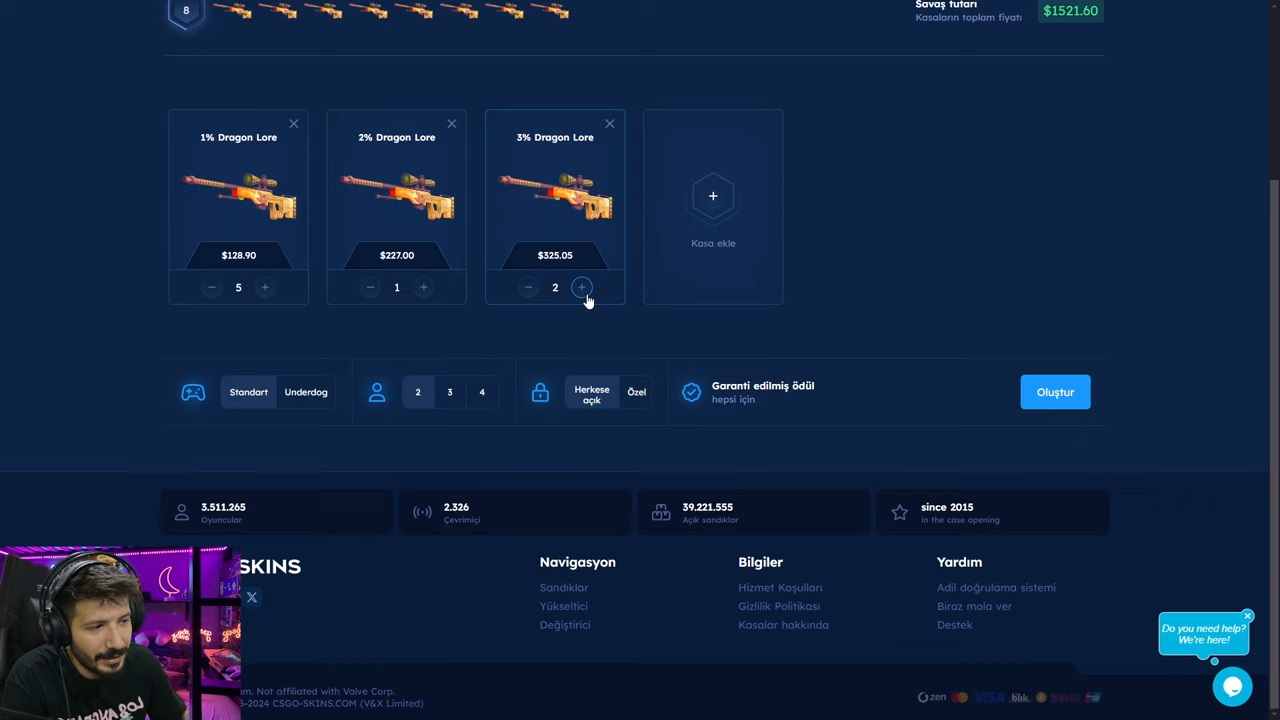 8
Savaş tutarı
Kasaların toplam fiyatı
$1521.60
1% Dragon Lore
$128.90
5
2% Dragon Lore
$227.00
1
3% Dragon Lore
$325.05
2
Kasa ekle
Standart
Underdog
2
3
4
Herkese
açık
Özel
Garanti edilmiş ödül
hepsi için
Oluştur
3.511.265
Oyuncular
2.326
Çevrimiçi
39.221.555
Açık sandıklar
since 2015
in the case opening
SKINS
Navigasyon
Sandıklar
Yükseltici
Değiştirici
Bilgiler
Hizmet Koşulları
Gizlilik Politikası
Kasalar hakkında
Yardım
Adil doğrulama sistemi
Biraz mola ver
Destek
Do you need help?
We're here!
am. Not affiliated with Valve Corp.
-2024 CSGO-SKINS.COM (V&X Limited)
zen
VISA
blik
Skrill